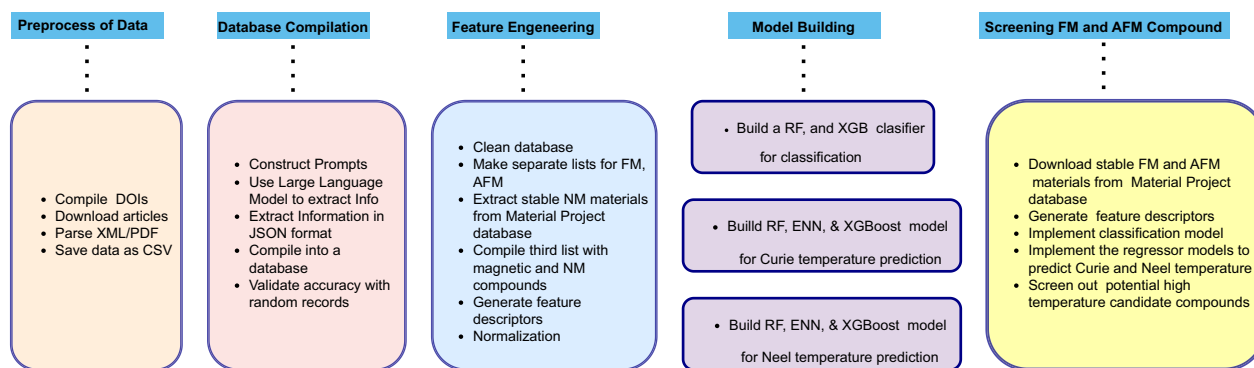 Preprocess of Data
Database Compilation
Feature Engeneering
Model Building
Screening FM and AFM Compound
• Compile DOIs
• Download articles
• Parse XML/PDF
• Save data as CSV
• Construct Prompts
• Use Large Language
Model to extract Info
• Extract Information in
JSON format
• Compile into a
database
• Validate accuracy with
random records
• Clean database
• Make separate lists for FM,
AFM
• Extract stable NM materials
from Material Project
database
• Compile third list with
magnetic and NM
compounds
• Generate feature
descriptors
• Normalization
• Build a RF, and XGB clasifier
for classification
• Builld RF, ENN, & XGBoost model
for Curie temperature prediction
• Build RF, ENN, & XGBoost model
for Neel temperature prediction
• Download stable FM and AFM
materials from Material Project
database
• Generate feature descriptors
• Implement classification model
• Implement the regressor models to
predict Curie and Neel temperature
• Screen out potential high
temperature candidate compounds